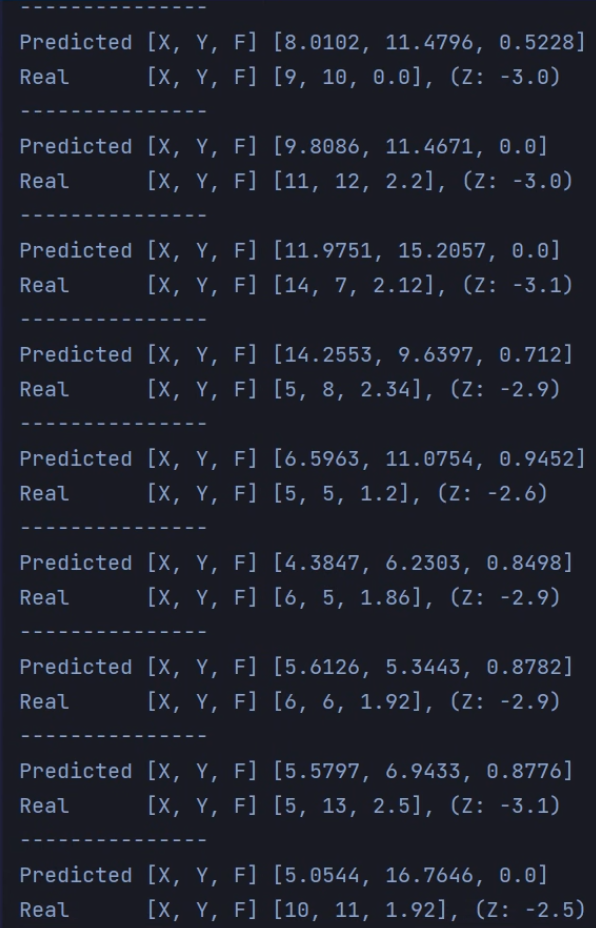 ---------------
Predicted [X, Y, F] [8.0102, 11.4796, 0.5228]
Real      [X, Y, F] [9, 10, 0.0], (Z: -3.0)
---------------
Predicted [X, Y, F] [9.8086, 11.4671, 0.0]
Real      [X, Y, F] [11, 12, 2.2], (Z: -3.0)
---------------
Predicted [X, Y, F] [11.9751, 15.2057, 0.0]
Real      [X, Y, F] [14, 7, 2.12], (Z: -3.1)
---------------
Predicted [X, Y, F] [14.2553, 9.6397, 0.712]
Real      [X, Y, F] [5, 8, 2.34], (Z: -2.9)
---------------
Predicted [X, Y, F] [6.5963, 11.0754, 0.9452]
Real      [X, Y, F] [5, 5, 1.2], (Z: -2.6)
---------------
Predicted [X, Y, F] [4.3847, 6.2303, 0.8498]
Real      [X, Y, F] [6, 5, 1.86], (Z: -2.9)
---------------
Predicted [X, Y, F] [5.6126, 5.3443, 0.8782]
Real      [X, Y, F] [6, 6, 1.92], (Z: -2.9)
---------------
Predicted [X, Y, F] [5.5797, 6.9433, 0.8776]
Real      [X, Y, F] [5, 13, 2.5], (Z: -3.1)
---------------
Predicted [X, Y, F] [5.0544, 16.7646, 0.0]
Real      [X, Y, F] [10, 11, 1.92], (Z: -2.5)